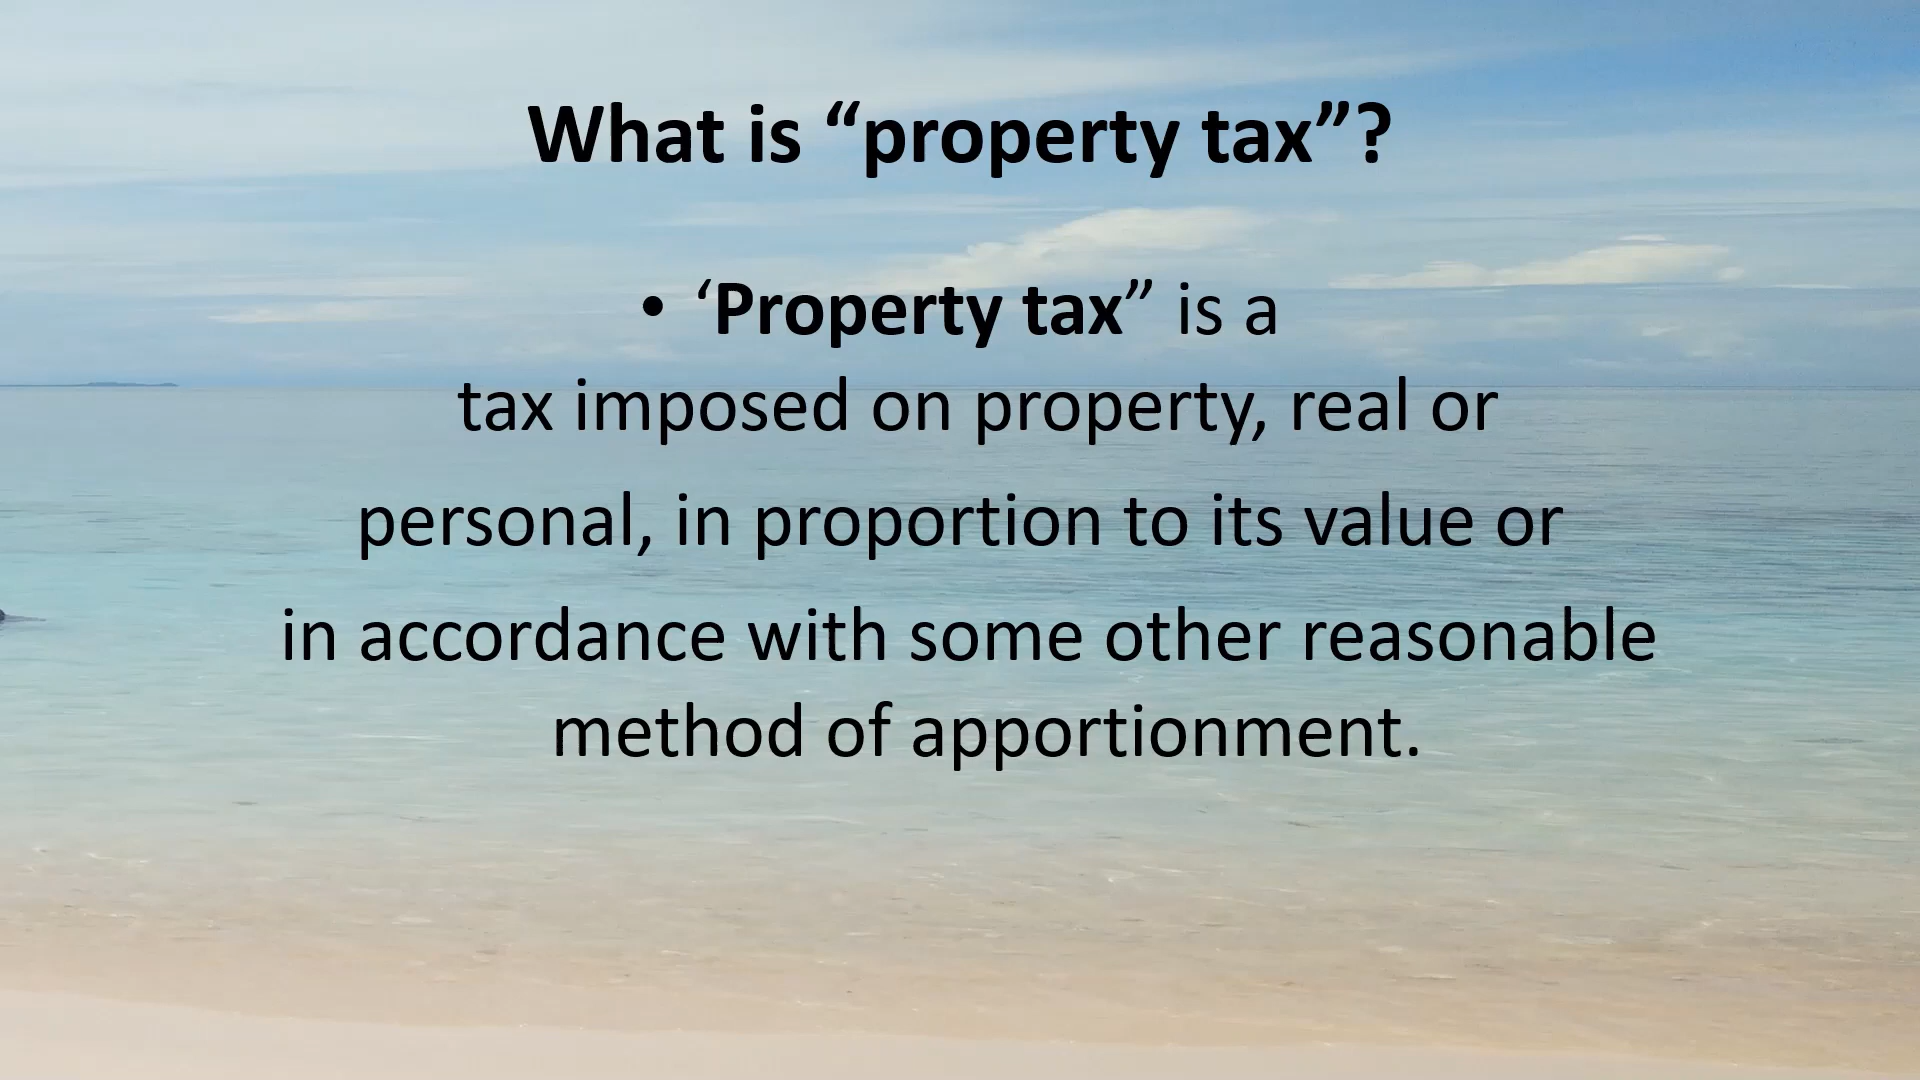 What is “property tax”?
• ‘Property tax” is a
tax imposed on property, real or
personal, in proportion to its value or
in accordance with some other reasonable
method of apportionment.